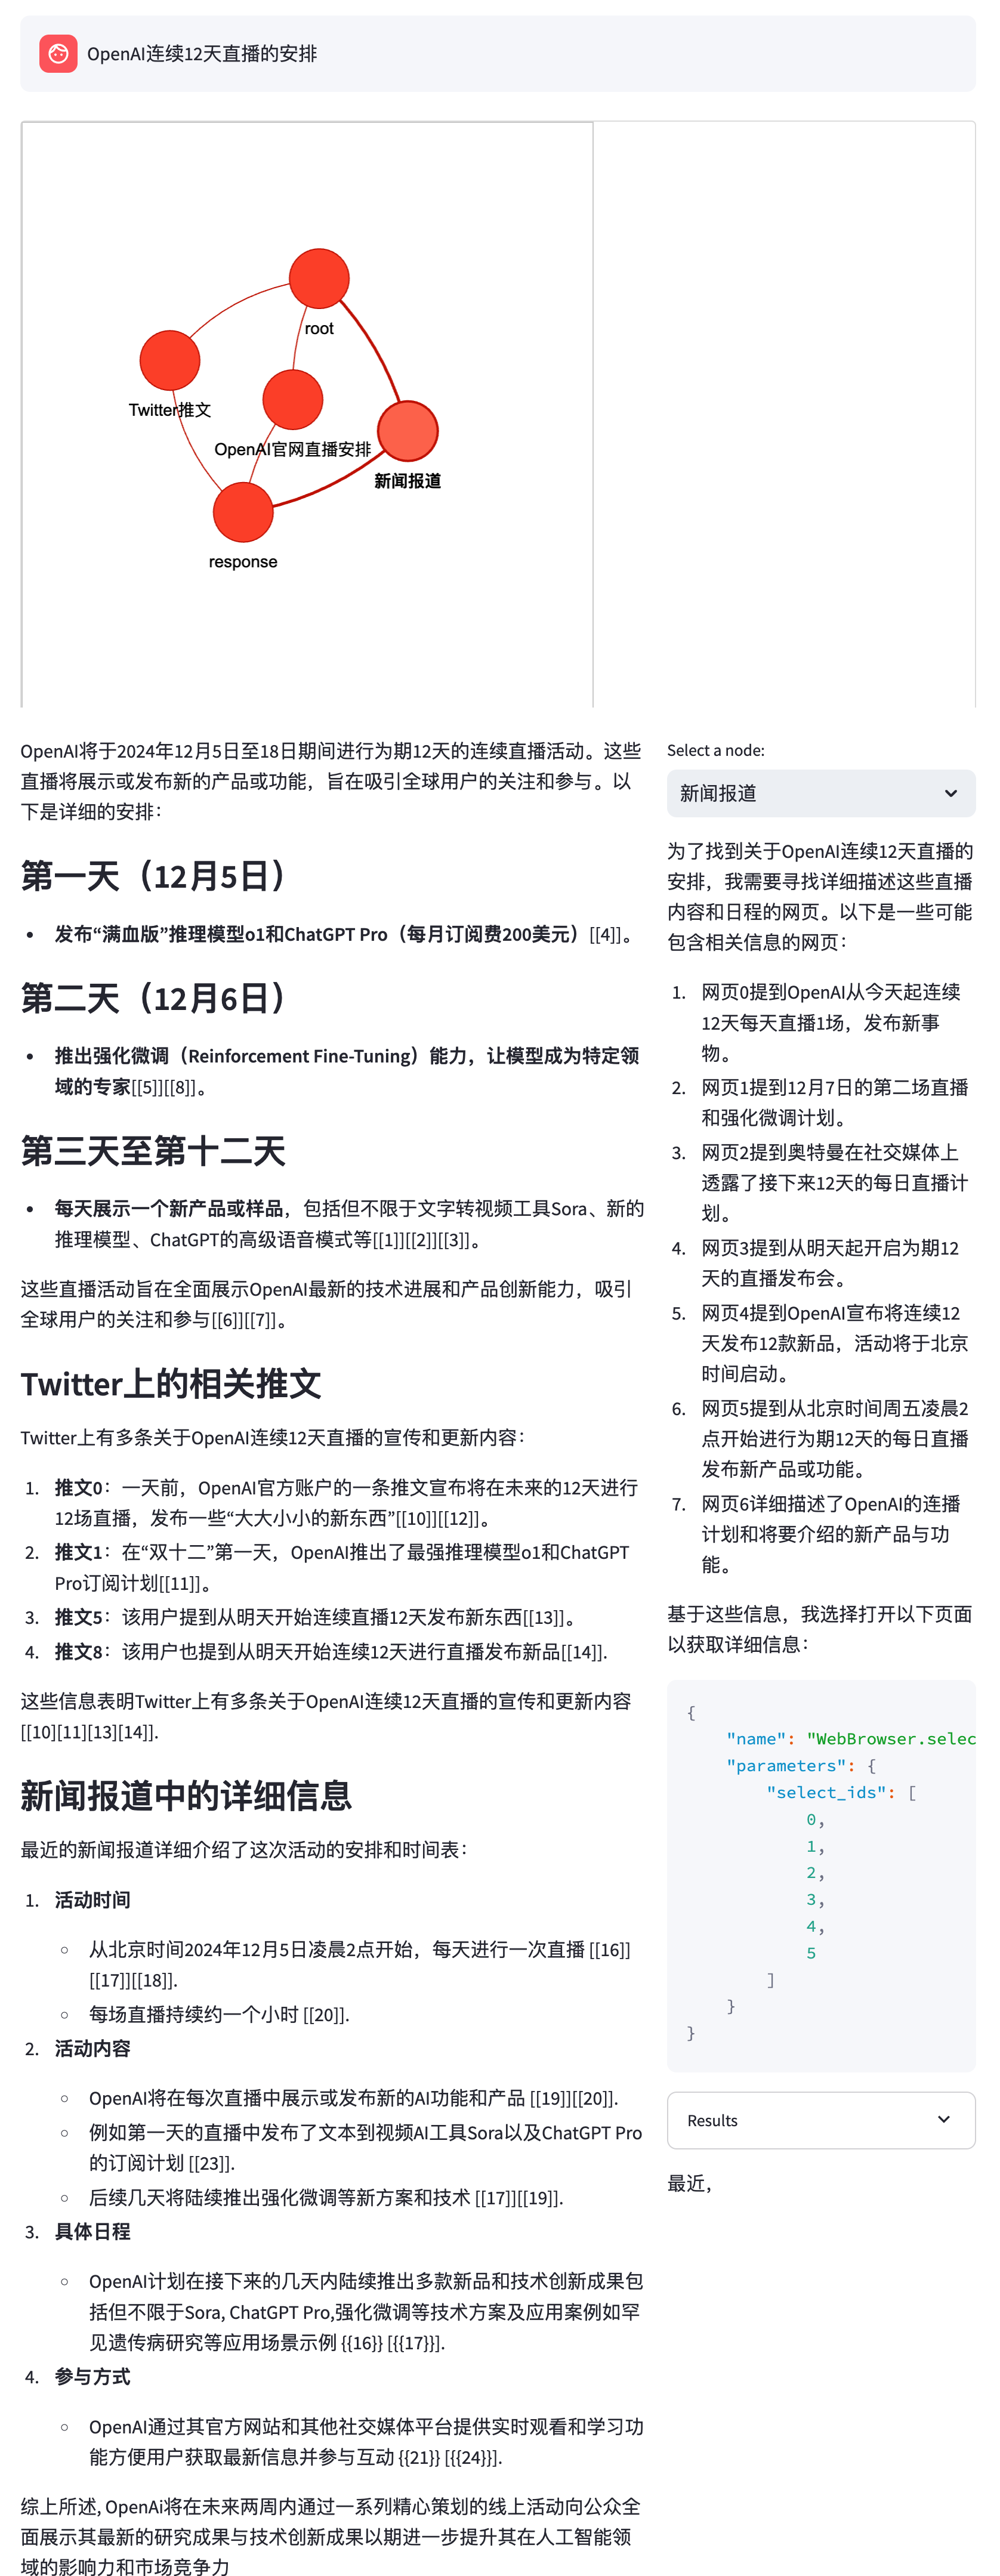 OpenAI连续12天直播的安排
root
Twitter推文
OpenAI官网直播安排
新闻报道
response
OpenAI将于2024年12月5日至18日期间进行为期12天的连续直播活动。这些
直播将展示或发布新的产品或功能，旨在吸引全球用户的关注和参与。以
下是详细的安排：
第一天（12月5日）
• 发布“满血版”推理模型o1和ChatGPT Pro（每月订阅费200美元）[[4]]。
第二天（12月6日）
• 推出强化微调（Reinforcement Fine-Tuning）能力，让模型成为特定领
域的专家[[5]][[8]]。
第三天至第十二天
• 每天展示一个新产品或样品，包括但不限于文字转视频工具Sora、新的
推理模型、ChatGPT的高级语音模式等[[1]][[2]][[3]]。
这些直播活动旨在全面展示OpenAI最新的技术进展和产品创新能力，吸引
全球用户的关注和参与[[6]][[7]]。
Twitter上的相关推文
Twitter上有多条关于OpenAI连续12天直播的宣传和更新内容：
1. 推文0：一天前，OpenAI官方账户的一条推文宣布将在未来的12天进行
12场直播，发布一些“大大小小的新东西”[[10]][[12]]。
2. 推文1：在“双十二”第一天，OpenAI推出了最强推理模型o1和ChatGPT
Pro订阅计划[[11]]。
3. 推文5：该用户提到从明天开始连续直播12天发布新东西[[13]]。
4. 推文8：该用户也提到从明天开始连续12天进行直播发布新品[[14]].
这些信息表明Twitter上有多条关于OpenAI连续12天直播的宣传和更新内容
[[10][11][13][14]].
新闻报道中的详细信息
最近的新闻报道详细介绍了这次活动的安排和时间表：
1. 活动时间
○ 从北京时间2024年12月5日凌晨2点开始，每天进行一次直播 [[16]]
[[17]][[18]].
○ 每场直播持续约一个小时 [[20]].
2. 活动内容
○ OpenAI将在每次直播中展示或发布新的AI功能和产品 [[19]][[20]].
○ 例如第一天的直播中发布了文本到视频AI工具Sora以及ChatGPT Pro
的订阅计划 [[23]].
○ 后续几天将陆续推出强化微调等新方案和技术 [[17]][[19]].
3. 具体日程
○ OpenAI计划在接下来的几天内陆续推出多款新品和技术创新成果包
括但不限于Sora, ChatGPT Pro,强化微调等技术方案及应用案例如罕
见遗传病研究等应用场景示例 {{16}} [{{17}}].
4. 参与方式
○ OpenAI通过其官方网站和其他社交媒体平台提供实时观看和学习功
能方便用户获取最新信息并参与互动 {{21}} [{{24}}].
综上所述, OpenAi将在未来两周内通过一系列精心策划的线上活动向公众全
面展示其最新的研究成果与技术创新成果以期进一步提升其在人工智能领
域的影响力和市场竞争力
Select a node:
新闻报道
为了找到关于OpenAI连续12天直播的
安排，我需要寻找详细描述这些直播
内容和日程的网页。以下是一些可能
包含相关信息的网页：
1. 网页0提到OpenAI从今天起连续
12天每天直播1场，发布新事
物。
2. 网页1提到12月7日的第二场直播
和强化微调计划。
3. 网页2提到奥特曼在社交媒体上
透露了接下来12天的每日直播计
划。
4. 网页3提到从明天起开启为期12
天的直播发布会。
5. 网页4提到OpenAI宣布将连续12
天发布12款新品，活动将于北京
时间启动。
6. 网页5提到从北京时间周五凌晨2
点开始进行为期12天的每日直播
发布新产品或功能。
7. 网页6详细描述了OpenAI的连播
计划和将要介绍的新产品与功
能。
基于这些信息，我选择打开以下页面
以获取详细信息：
{
"name": "WebBrowser.selec
"parameters": {
"select_ids": [
0,
1,
2,
3,
4,
5
]
}
}
Results
最近，